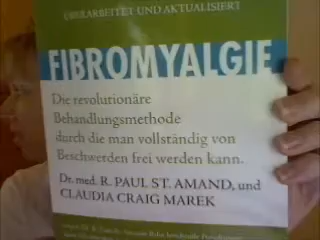 ÜBERARBEITET UND AKTUALISIERT
FIBROMYALGIE
Die revolutionäre
Behandlungsmethode
durch die man vollständig von
Beschwerden frei werden kann.
Dr. med. R. PAUL ST. AMAND, und
CLAUDIA CRAIG MAREK